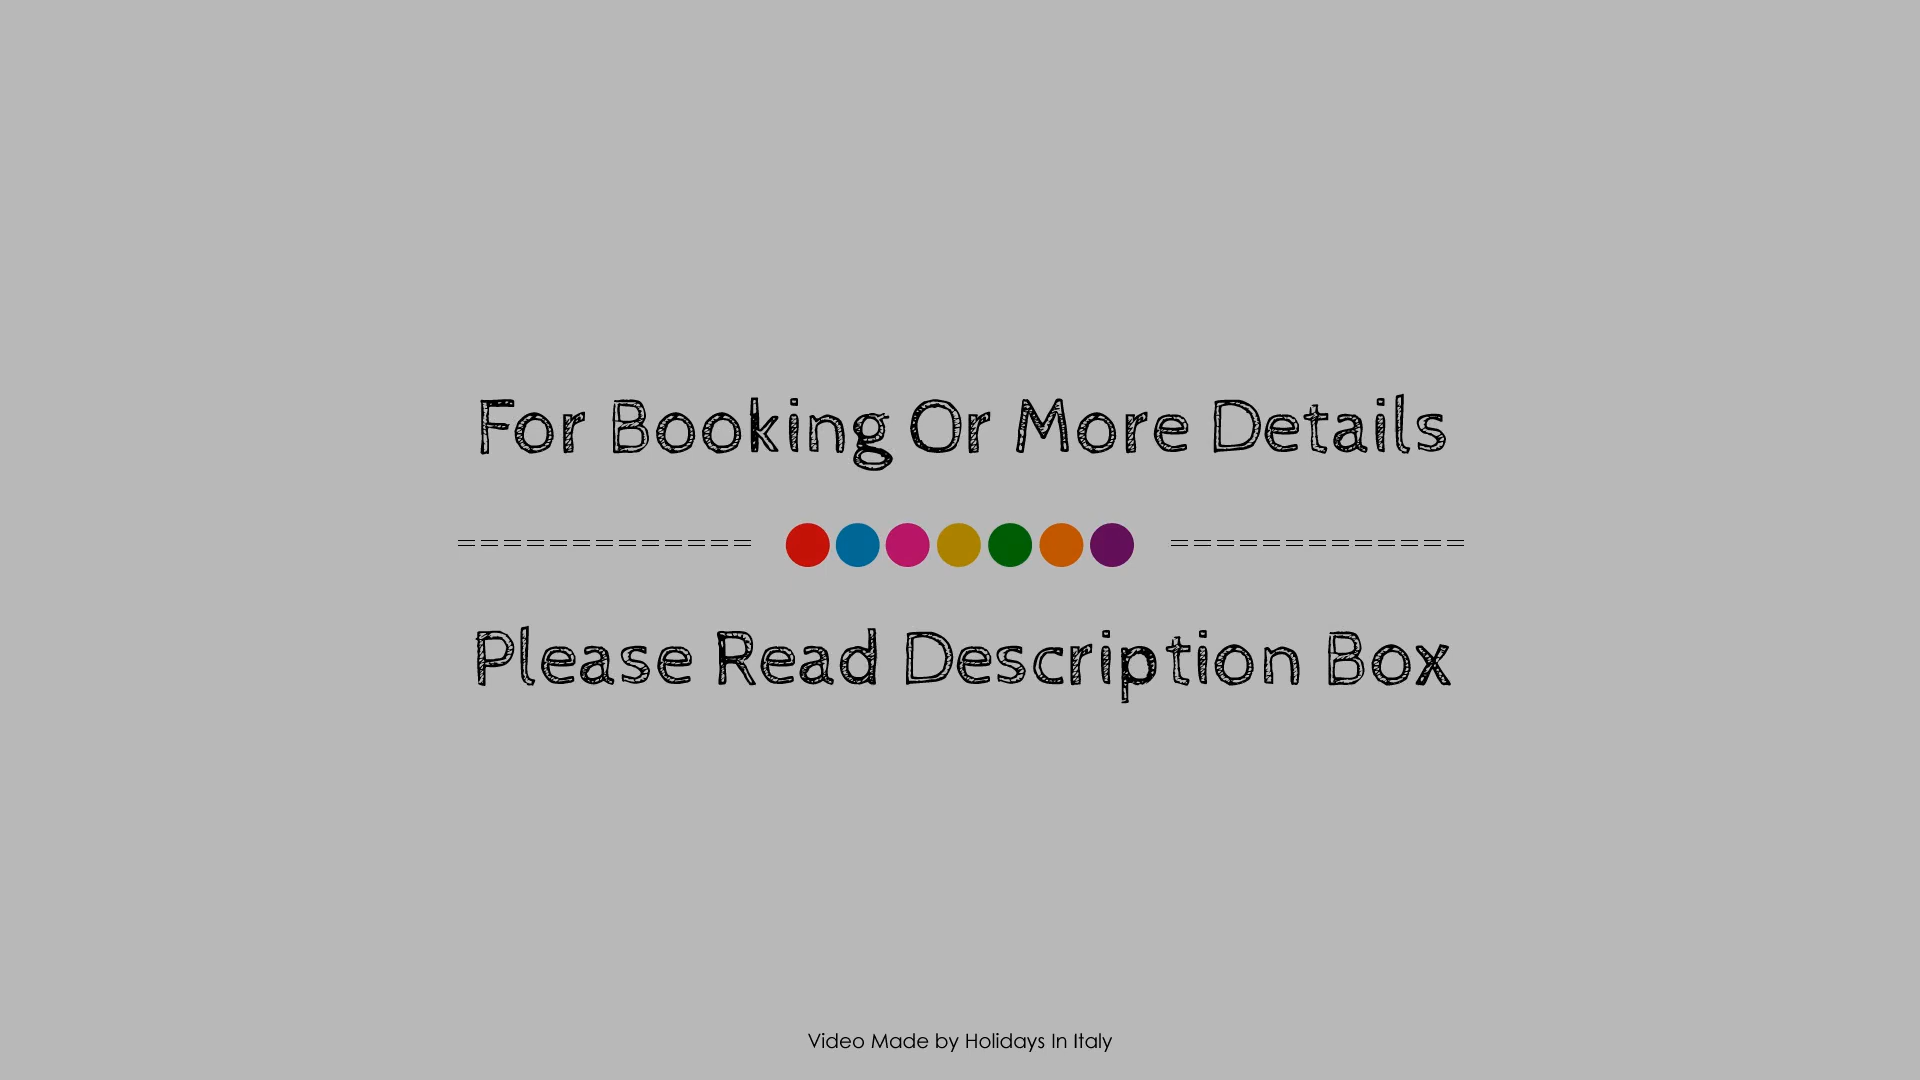 For Booking Or More Details
============= =============
Please Read Description Box
Video Made by Holidays In Italy